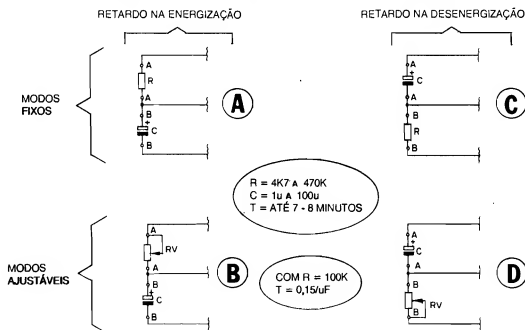 RETARDO NA ENERGIZAÇÃO
RETARDO NA DESENERGIZAÇÃO
MODOS
FIXOS
A
R
A
B
+
C
B
A
A
+
C
A
B
R
B
C
R = 4K7 A 470K
C = 1u A 100u
T = ATÉ 7 - 8 MINUTOS
MODOS
AJUSTÁVEIS
A
RV
A
B
+
C
B
B
COM R = 100K
T = 0,15/uF
A
+
C
A
B
RV
B
D